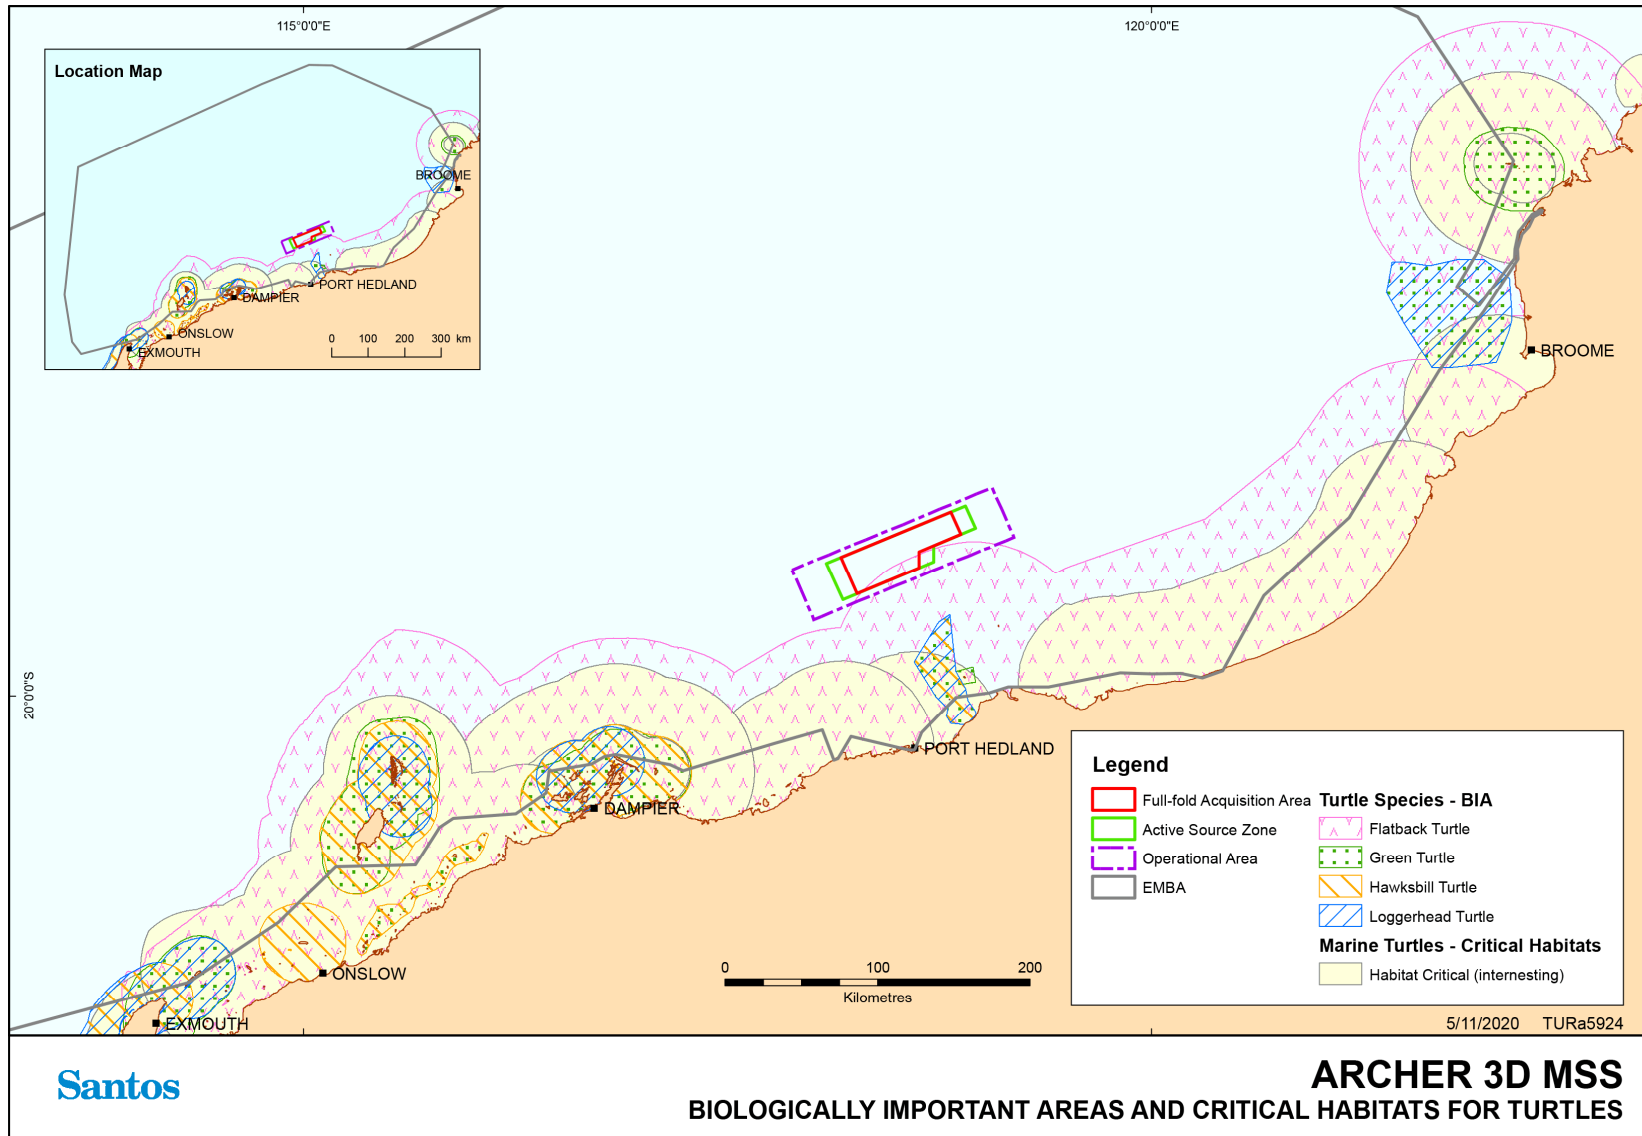 115°0'0"E
120°0'0"E
Location Map
BROOME
PORT HEDLAND
DAMPIER
ONSLOW
EXMOUTH
0 100 200 300 km
BROOME
20°0'0"S
PORT HEDLAND
DAMPIER
ONSLOW
EXMOUTH
0 100 200
Kilometres
Legend
Full-fold Acquisition Area
Active Source Zone
Operational Area
EMBA
Turtle Species - BIA
Flatback Turtle
Green Turtle
Hawksbill Turtle
Loggerhead Turtle
Marine Turtles - Critical Habitats
Habitat Critical (internesting)
5/11/2020 TURa5924
Santos
ARCHER 3D MSS
BIOLOGICALLY IMPORTANT AREAS AND CRITICAL HABITATS FOR TURTLES